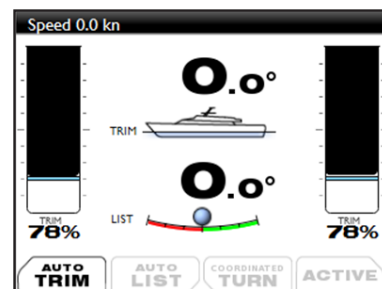 Speed 0.0 kn
0.0°
TRIM
0.0°
LIST
TRIM
78%
TRIM
78%
AUTO
TRIM
AUTO
LIST
COORDINATED
TURN
ACTIVE